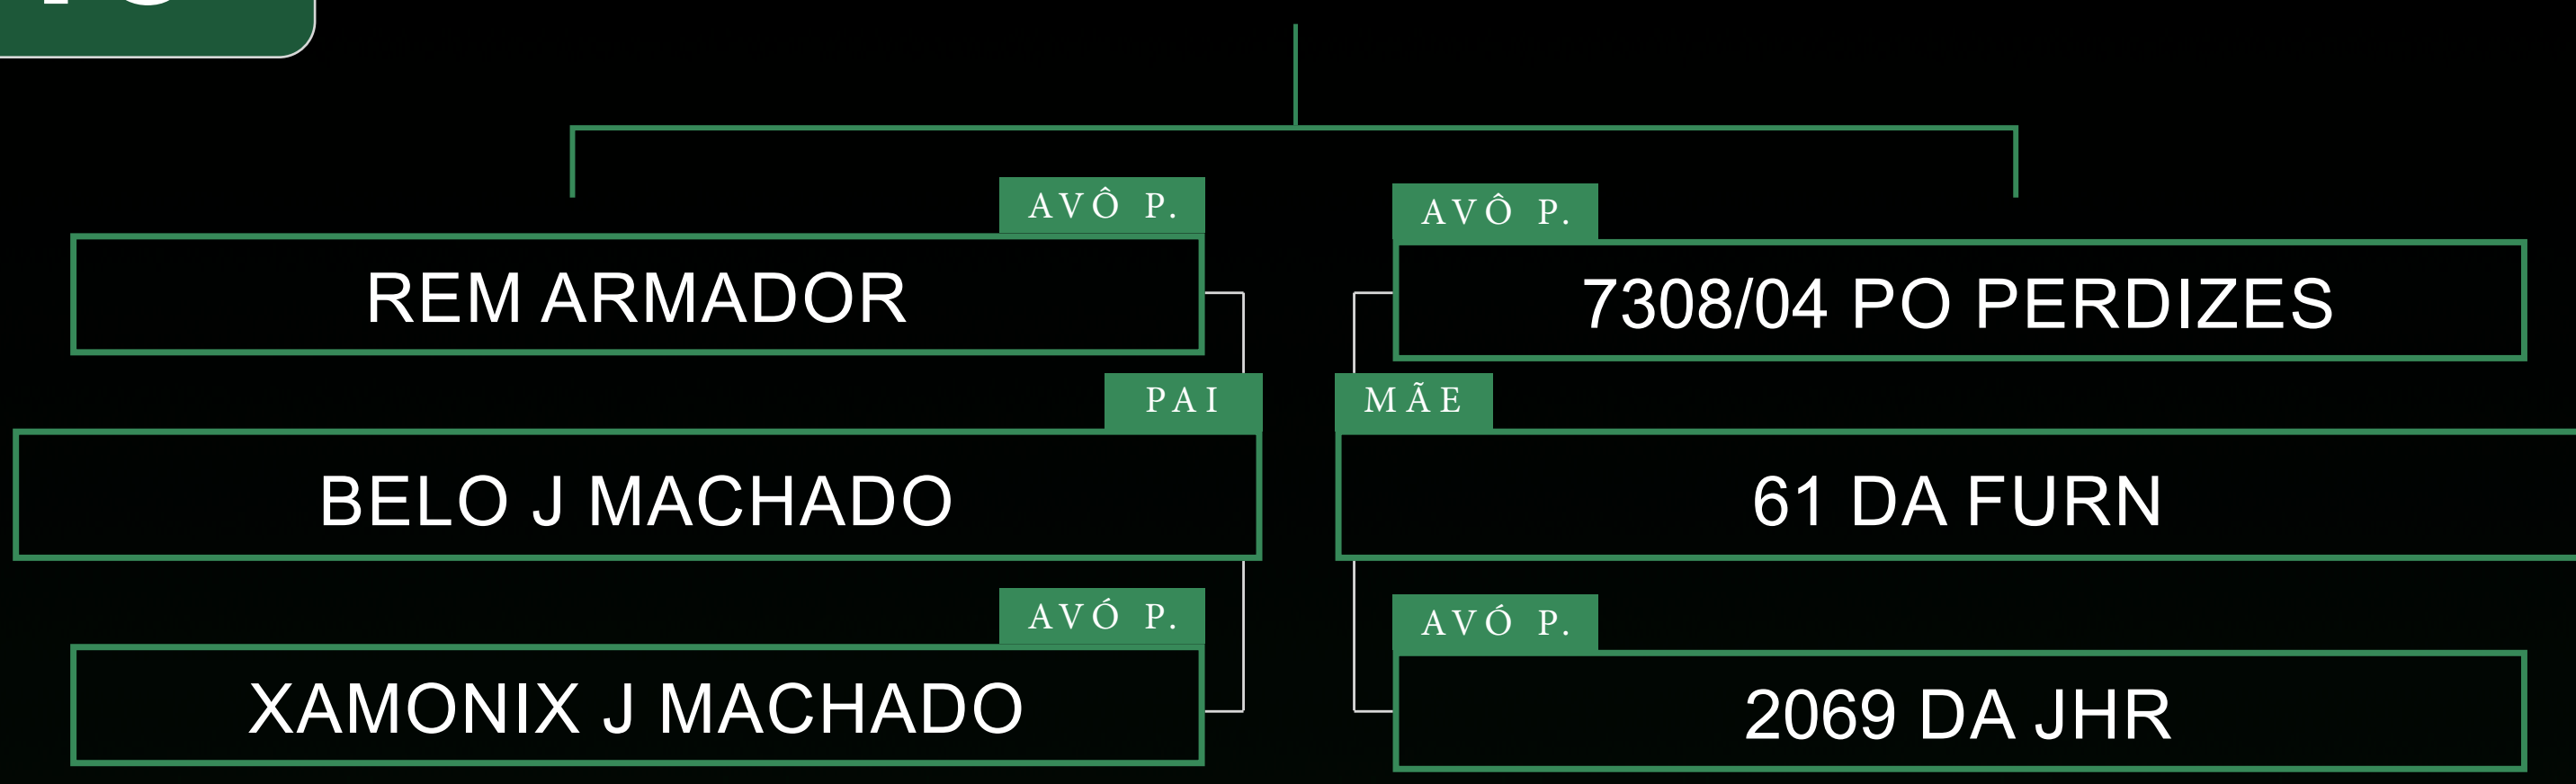 AVÔ P.
REM ARMADOR
PAI
BELO J MACHADO
AVÓ P.
XAMONIX J MACHADO
AVÔ P.
7308/04 PO PERDIZES
MÃE
61 DA FURN
AVÓ P.
2069 DA JHR